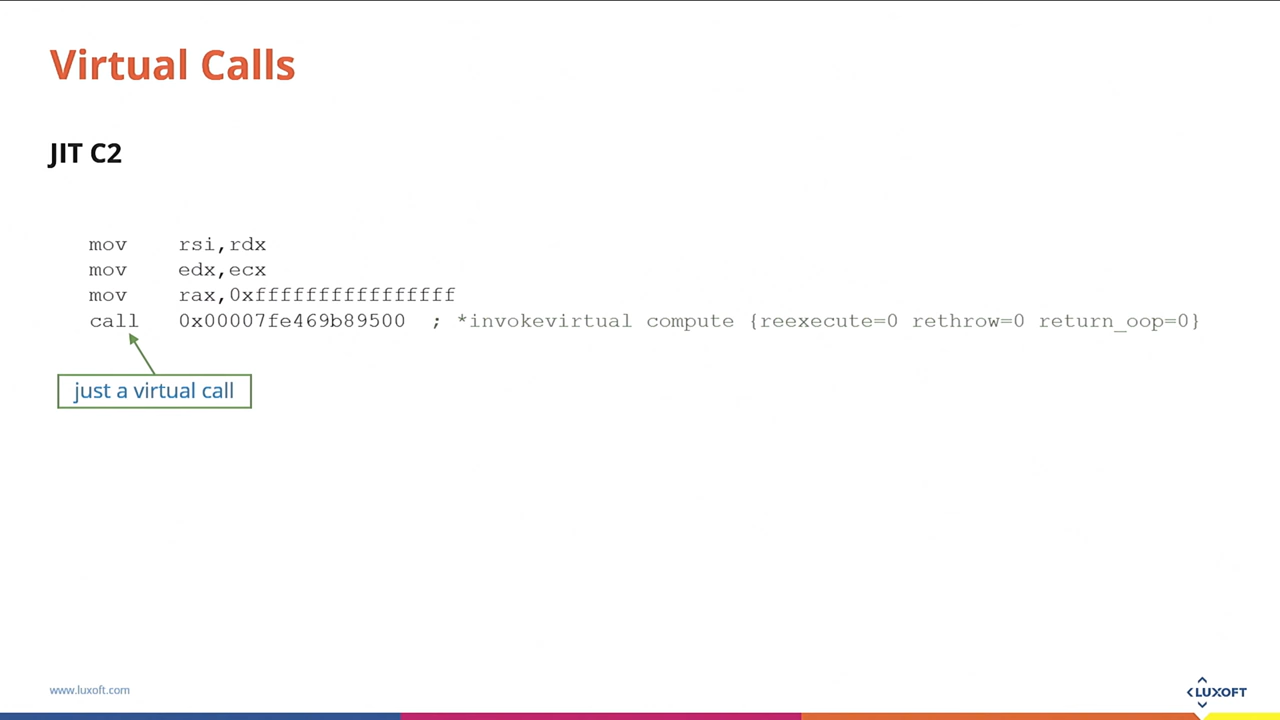 Virtual Calls
JIT C2
mov rsi,rdx
mov edx,ecx
mov rax,0xffffffffffffffff
call 0x00007fe469b89500 ; *invokevirtual compute {reexecute=0 rethrow=0 return_oop=0}
just a virtual call
www.luxoft.com
LUXOFT